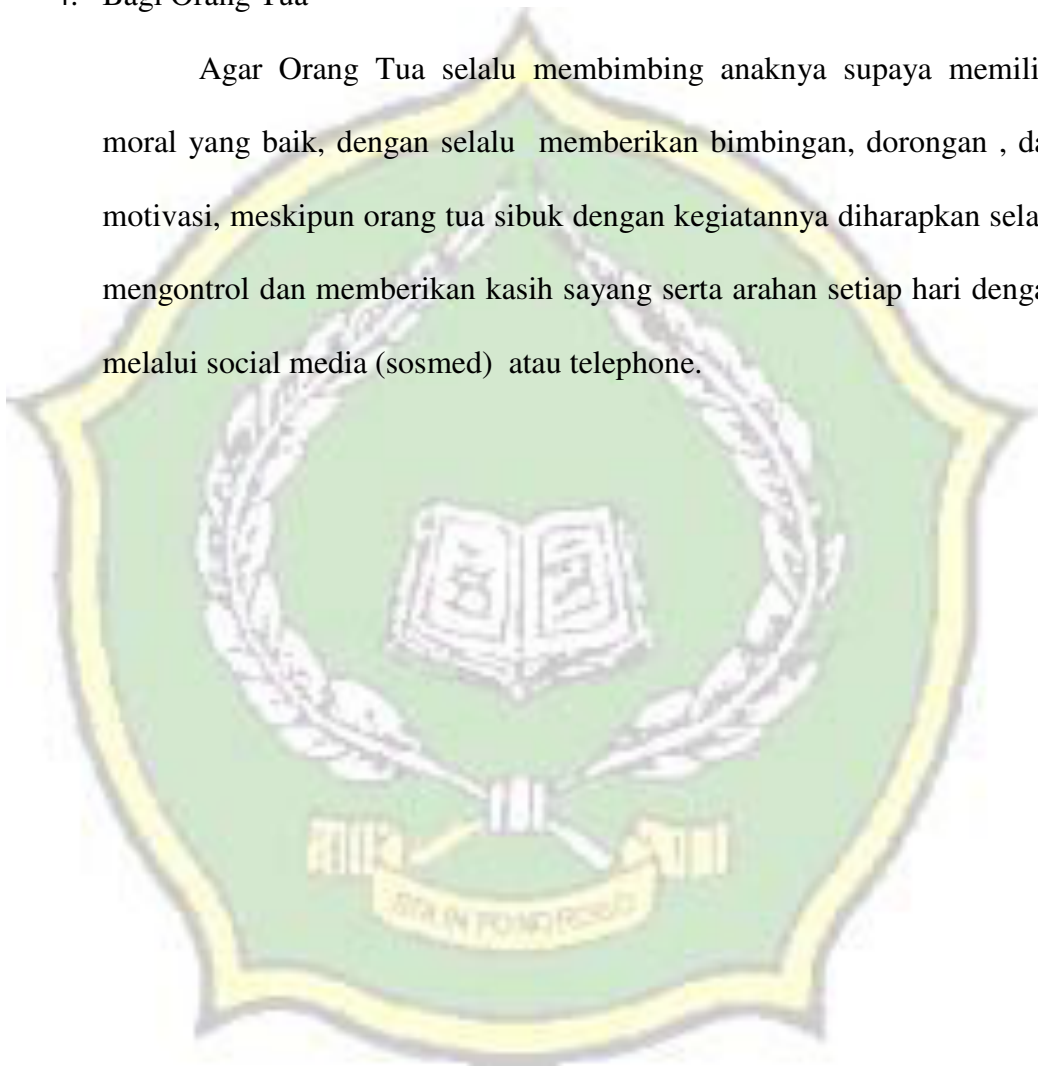 4. Bagi Orang Tua
Agar Orang Tua selalu membimbing anaknya supaya memili
moral yang baik, dengan selalu memberikan bimbingan, dorongan , da
motivasi, meskipun orang tua sibuk dengan kegiatannya diharapkan sela
mengontrol dan memberikan kasih sayang serta arahan setiap hari denga
melalui social media (sosmed) atau telephone.
STAIN PONOROGO